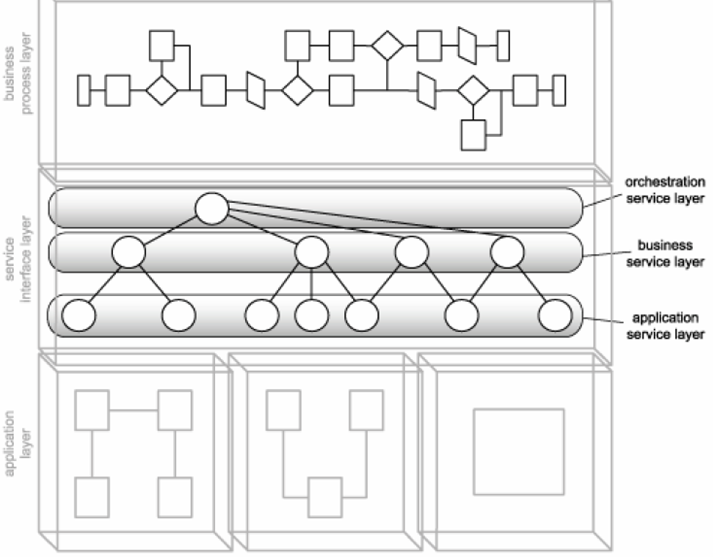 business
process layer
orchestration
service layer
service
interface layer
business
service layer
application
service layer
application
layer